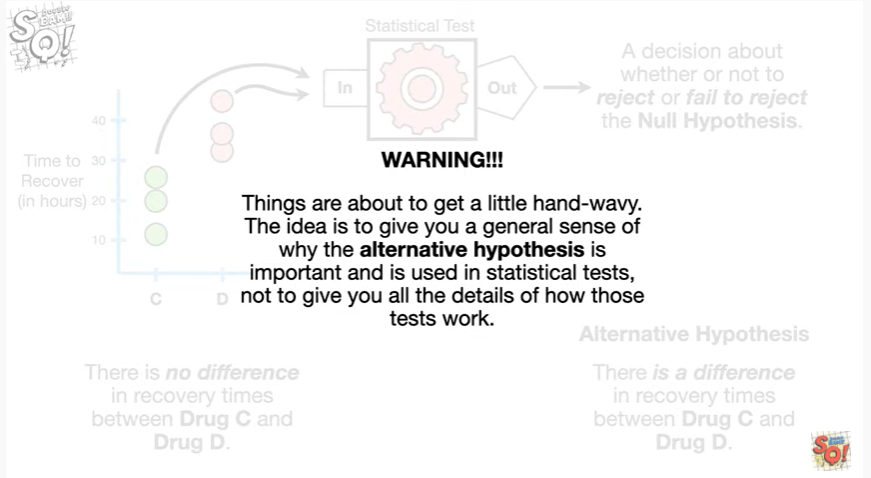 Statistical Test
In
Out
A decision about
whether or not to
reject or fail to reject
the Null Hypothesis.
40
30
20
10
Time to
Recover
(in hours)
C
D
WARNING!!!
Things are about to get a little hand-wavy.
The idea is to give you a general sense of
why the alternative hypothesis is
important and is used in statistical tests,
not to give you all the details of how those
tests work.
There is no difference
in recovery times
between Drug C and
Drug D.
Alternative Hypothesis
There is a difference
in recovery times
between Drug C and
Drug D.
SQ!